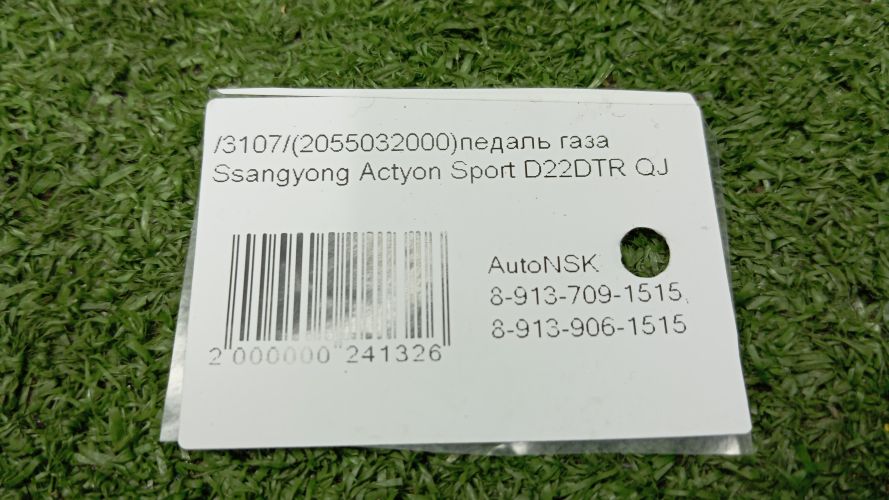 /3107/(2055032000)педаль газа
Ssangyong Actyon Sport D22DTR QJ
AutoNSK
8-913-709-1515,
8-913-906-1515
2 000000 241326